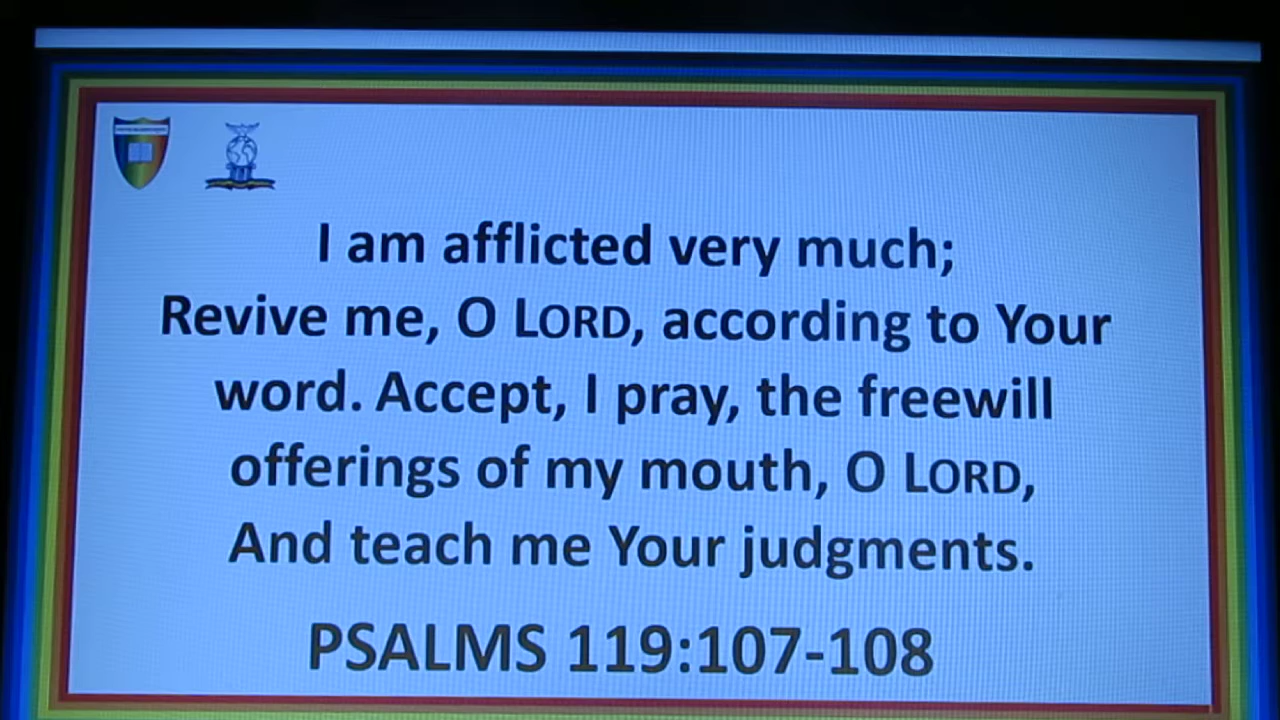 I am afflicted very much;
Revive me, O LORD, according to Your
word. Accept, I pray, the freewill
offerings of my mouth, O LORD,
And teach me Your judgments.
PSALMS 119:107-108